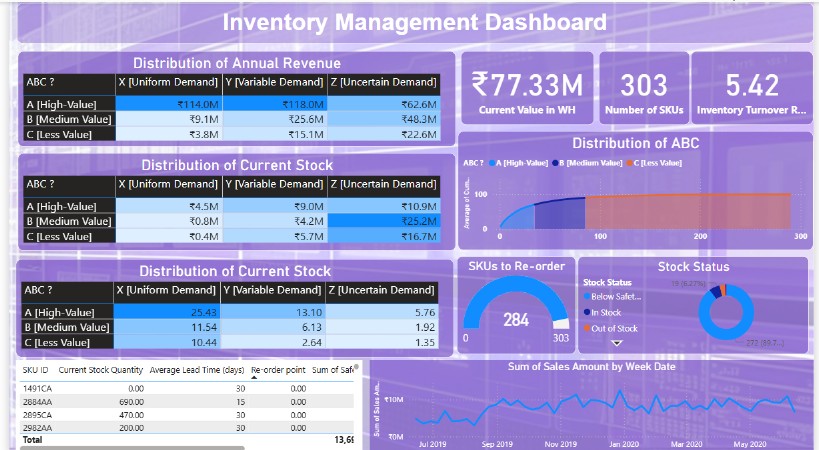 Inventory Management Dashboard
Distribution of Annual Revenue
ABC ? X [Uniform Demand] Y [Variable Demand] Z [Uncertain Demand]
A [High-Value] ₹114.0M ₹118.0M ₹62.6M
B [Medium Value] ₹9.1M ₹25.6M ₹48.3M
C [Less Value] ₹3.8M ₹15.1M ₹22.6M
₹77.33M
Current Value in WH
303
Number of SKUs
5.42
Inventory Turnover R...
Distribution of Current Stock
ABC ? X [Uniform Demand] Y [Variable Demand] Z [Uncertain Demand]
A [High-Value] ₹4.5M ₹9.0M ₹10.9M
B [Medium Value] ₹0.8M ₹4.2M ₹25.2M
C [Less Value] ₹0.4M ₹5.7M ₹16.7M
Distribution of ABC
ABC ? A [High-Value] B [Medium Value] C [Less Value]
Average of Cum...
100
0
0 100 200 300
Distribution of Current Stock
ABC ? X [Uniform Demand] Y [Variable Demand] Z [Uncertain Demand]
A [High-Value] 25.43 13.10 5.76
B [Medium Value] 11.54 6.13 1.92
C [Less Value] 10.44 2.64 1.35
SKUs to Re-order
284
0 303
Stock Status
Stock Status
Below Safet...
In Stock
Out of Stock
SKU ID Current Stock Quantity Average Lead Time (days) Re-order point Sum of Safe
1491CA 0.00 30 0.00
2884AA 690.00 15 0.00
2895CA 470.00 30 0.00
2982AA 200.00 30 0.00
Total 13,69
Sum of Sales Amount by Week Date
Sum of Sales Am...
₹10M
₹0M
Jul 2019 Sep 2019 Nov 2019 Jan 2020 Mar 2020 May 2020